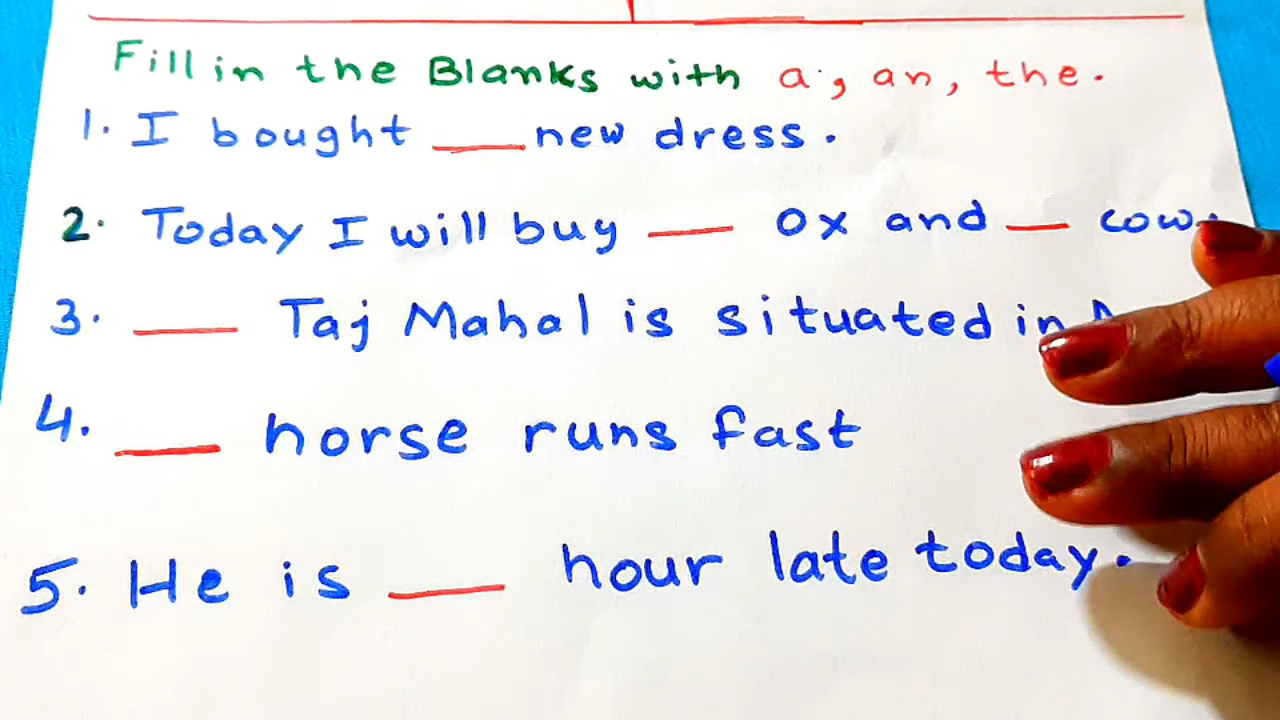 Fill in the Blanks with a, an, the.
1. I bought ___ new dress.
2. Today I will buy ___ ox and ___ cow.
3. ___ Taj Mahal is situated in
4. ___ horse runs fast
5. He is ___ hour late today.